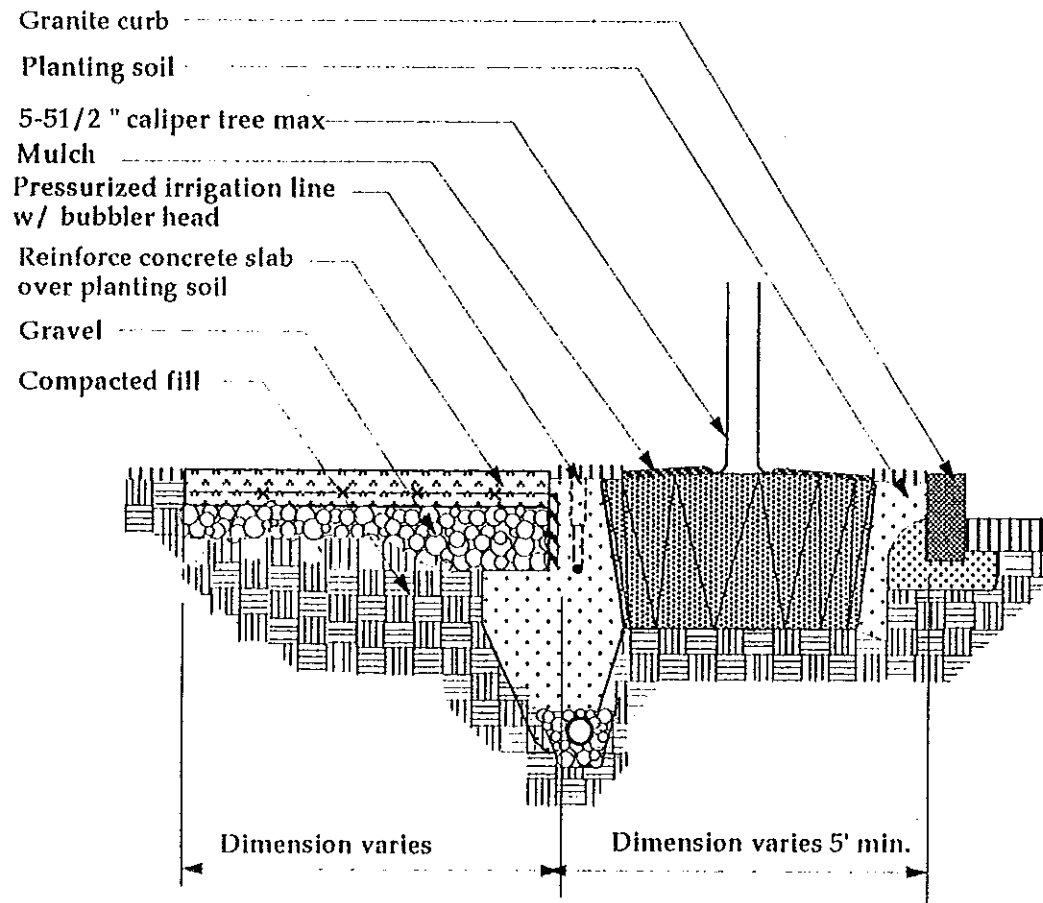 Granite curb
Planting soil
5-51/2 " caliper tree max
Mulch
Pressurized irrigation line
w/ bubbler head
Reinforce concrete slab
over planting soil
Gravel
Compacted fill
Dimension varies
Dimension varies 5' min.